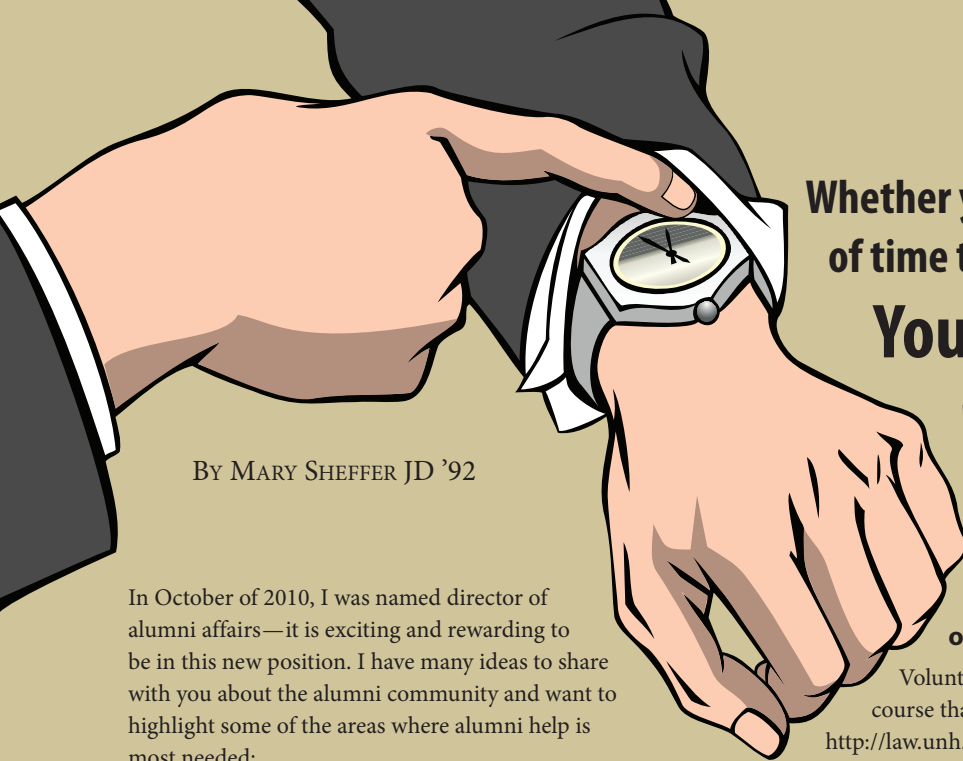 Whether
of time
You
By Mary Sheffer JD ’92
In October of 2010, I was named director of
alumni affairs—it is exciting and rewarding to
be in this new position. I have many ideas to share
with you about the alumni community and want to
highlight some of the areas where alumni help is
most needed:
Volunt
course tha
http://law.unh.